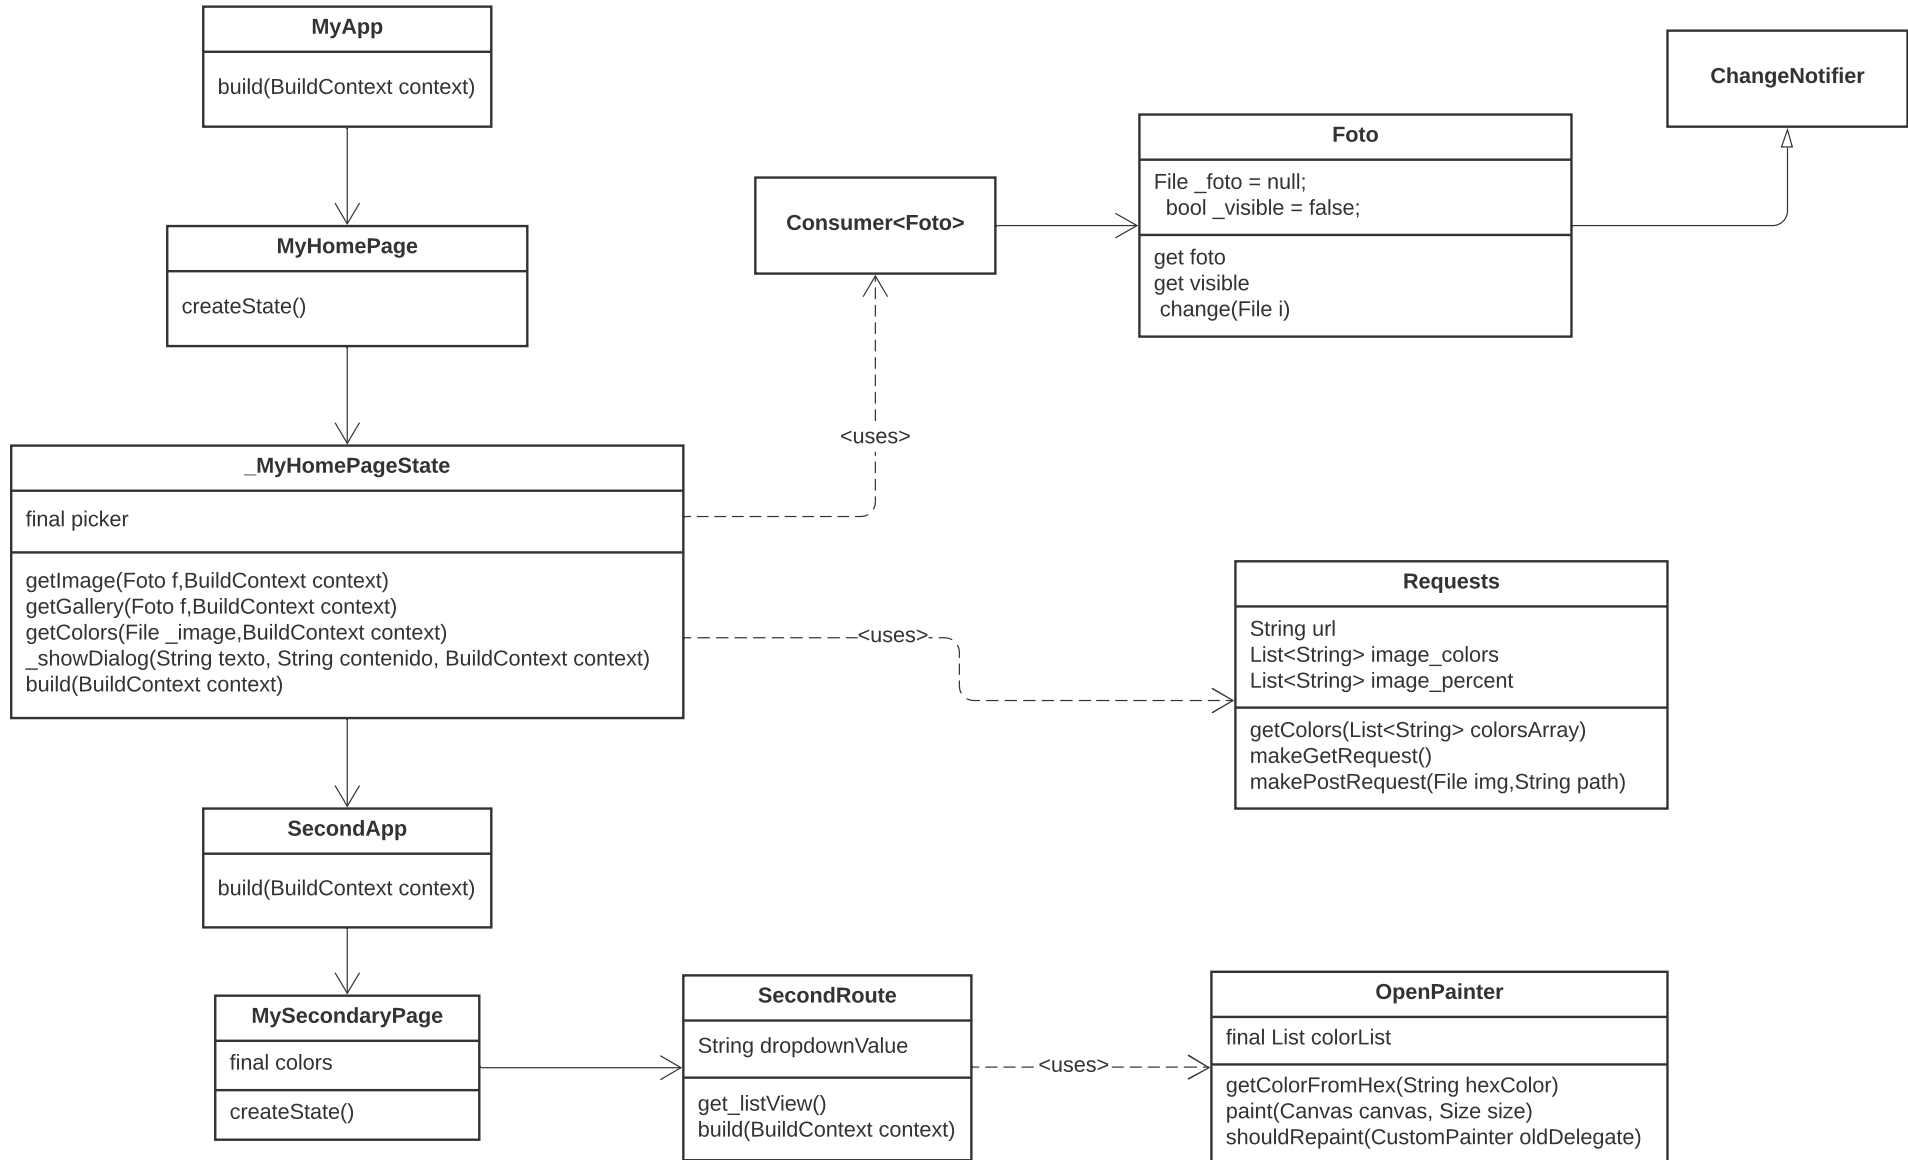 MyApp
build(BuildContext context)
ChangeNotifier
Foto
File _foto = null;
bool _visible = false;
get foto
get visible
change(File i)
Consumer<Foto>
MyHomePage
createState()
<uses>
_MyHomePageState
final picker
getImage(Foto f,BuildContext context)
getGallery(Foto f,BuildContext context)
getColors(File _image,BuildContext context)
_showDialog(String texto, String contenido, BuildContext context)
build(BuildContext context)
<uses>
Requests
String url
List<String> image_colors
List<String> image_percent
getColors(List<String> colorsArray)
makeGetRequest()
makePostRequest(File img,String path)
SecondApp
build(BuildContext context)
MySecondaryPage
final colors
createState()
SecondRoute
String dropdownValue
get_listView()
build(BuildContext context)
<uses>
OpenPainter
final List colorList
getColorFromHex(String hexColor)
paint(Canvas canvas, Size size)
shouldRepaint(CustomPainter oldDelegate)